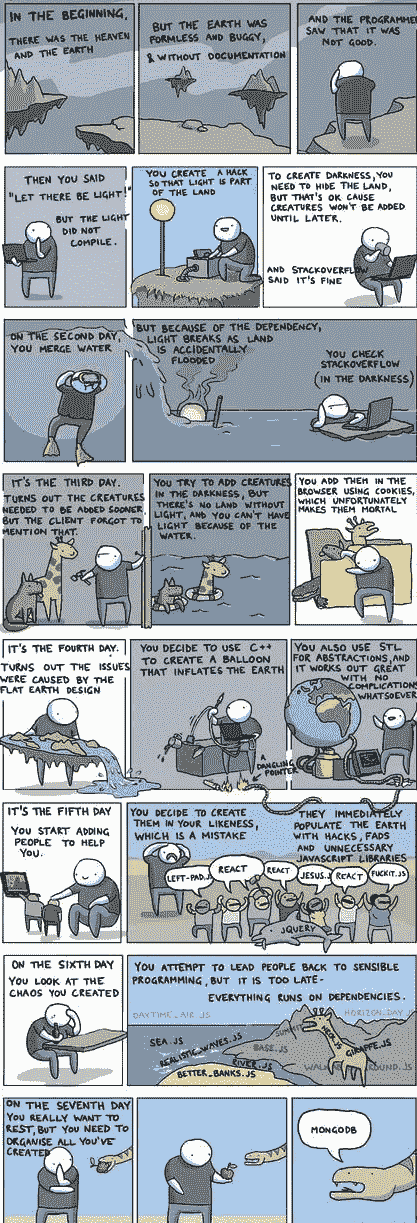 IN THE BEGINNING,
THERE WAS THE HEAVEN
AND THE EARTH
BUT THE EARTH WAS
FORMLESS AND BUGGY,
& WITHOUT DOCUMENTATION
AND THE PROGRAMME
SAW THAT IT WAS
NOT GOOD.
THEN YOU SAID
"LET THERE BE LIGHT!"
BUT THE LIGHT
DID NOT
COMPILE.
YOU CREATE A HACK
SO THAT LIGHT IS PART
OF THE LAND
TO CREATE DARKNESS, YOU
NEED TO HIDE THE LAND,
BUT THAT'S OK CAUSE
CREATURES WON'T BE ADDED
UNTIL LATER.
AND STACKOVERFLOW
SAID IT'S FINE
ON THE SECOND DAY,
YOU MERGE WATER
BUT BECAUSE OF THE DEPENDENCY,
LIGHT BREAKS AS LAND
IS ACCIDENTALLY
FLOODED
YOU CHECK
STACKOVERFLOW
(IN THE DARKNESS)
IT'S THE THIRD DAY.
TURNS OUT THE CREATURES
NEEDED TO BE ADDED SOONER,
BUT THE CLIENT FORGOT TO
MENTION THAT.
YOU TRY TO ADD CREATURES
IN THE DARKNESS, BUT
THERE'S NO LAND WITHOUT
LIGHT, AND YOU CAN'T HAVE
LIGHT BECAUSE OF THE
WATER.
YOU ADD THEM IN THE
BROWSER USING COOKIES,
WHICH UNFORTUNATELY
MAKES THEM MORTAL
IT'S THE FOURTH DAY.
TURNS OUT THE ISSUES
WERE CAUSED BY THE
FLAT EARTH DESIGN
YOU DECIDE TO USE C++
TO CREATE A BALLOON
THAT INFLATES THE EARTH
A
DANGLING
POINTER
YOU ALSO USE STL
FOR ABSTRACTIONS, AND
IT WORKS OUT GREAT
WITH NO
COMPLICATIONS
WHATSOEVER
IT'S THE FIFTH DAY
YOU START ADDING
PEOPLE TO HELP
YOU.
YOU DECIDE TO CREATE
THEM IN YOUR LIKENESS,
WHICH IS A MISTAKE
THEY IMMEDIATELY
POPULATE THE EARTH
WITH HACKS, FADS
AND UNNECESSARY
JAVASCRIPT LIBRARIES
LEFT-PAD.J
REACT
REACT
JESUS.J
REACT
FUCKIT.JS
JQUERY
ON THE SIXTH DAY
YOU LOOK AT THE
CHAOS YOU CREATED
YOU ATTEMPT TO LEAD PEOPLE BACK TO SENSIBLE
PROGRAMMING, BUT IT IS TOO LATE-
EVERYTHING RUNS ON DEPENDENCIES.
DAYTIME_AIR.JS
HORIZON_DAY.J
SEA.JS
SUMMIT
BASE.JS
NECK.JS
REALISTIC_WAVES.JS
GIRAFFE.JS
RIVER.JS
BETTER_BANKS.JS
ROUND.JS
ON THE SEVENTH DAY
YOU REALLY WANT TO
REST, BUT YOU NEED TO
ORGANISE ALL YOU'VE
CREATED
MONGODB